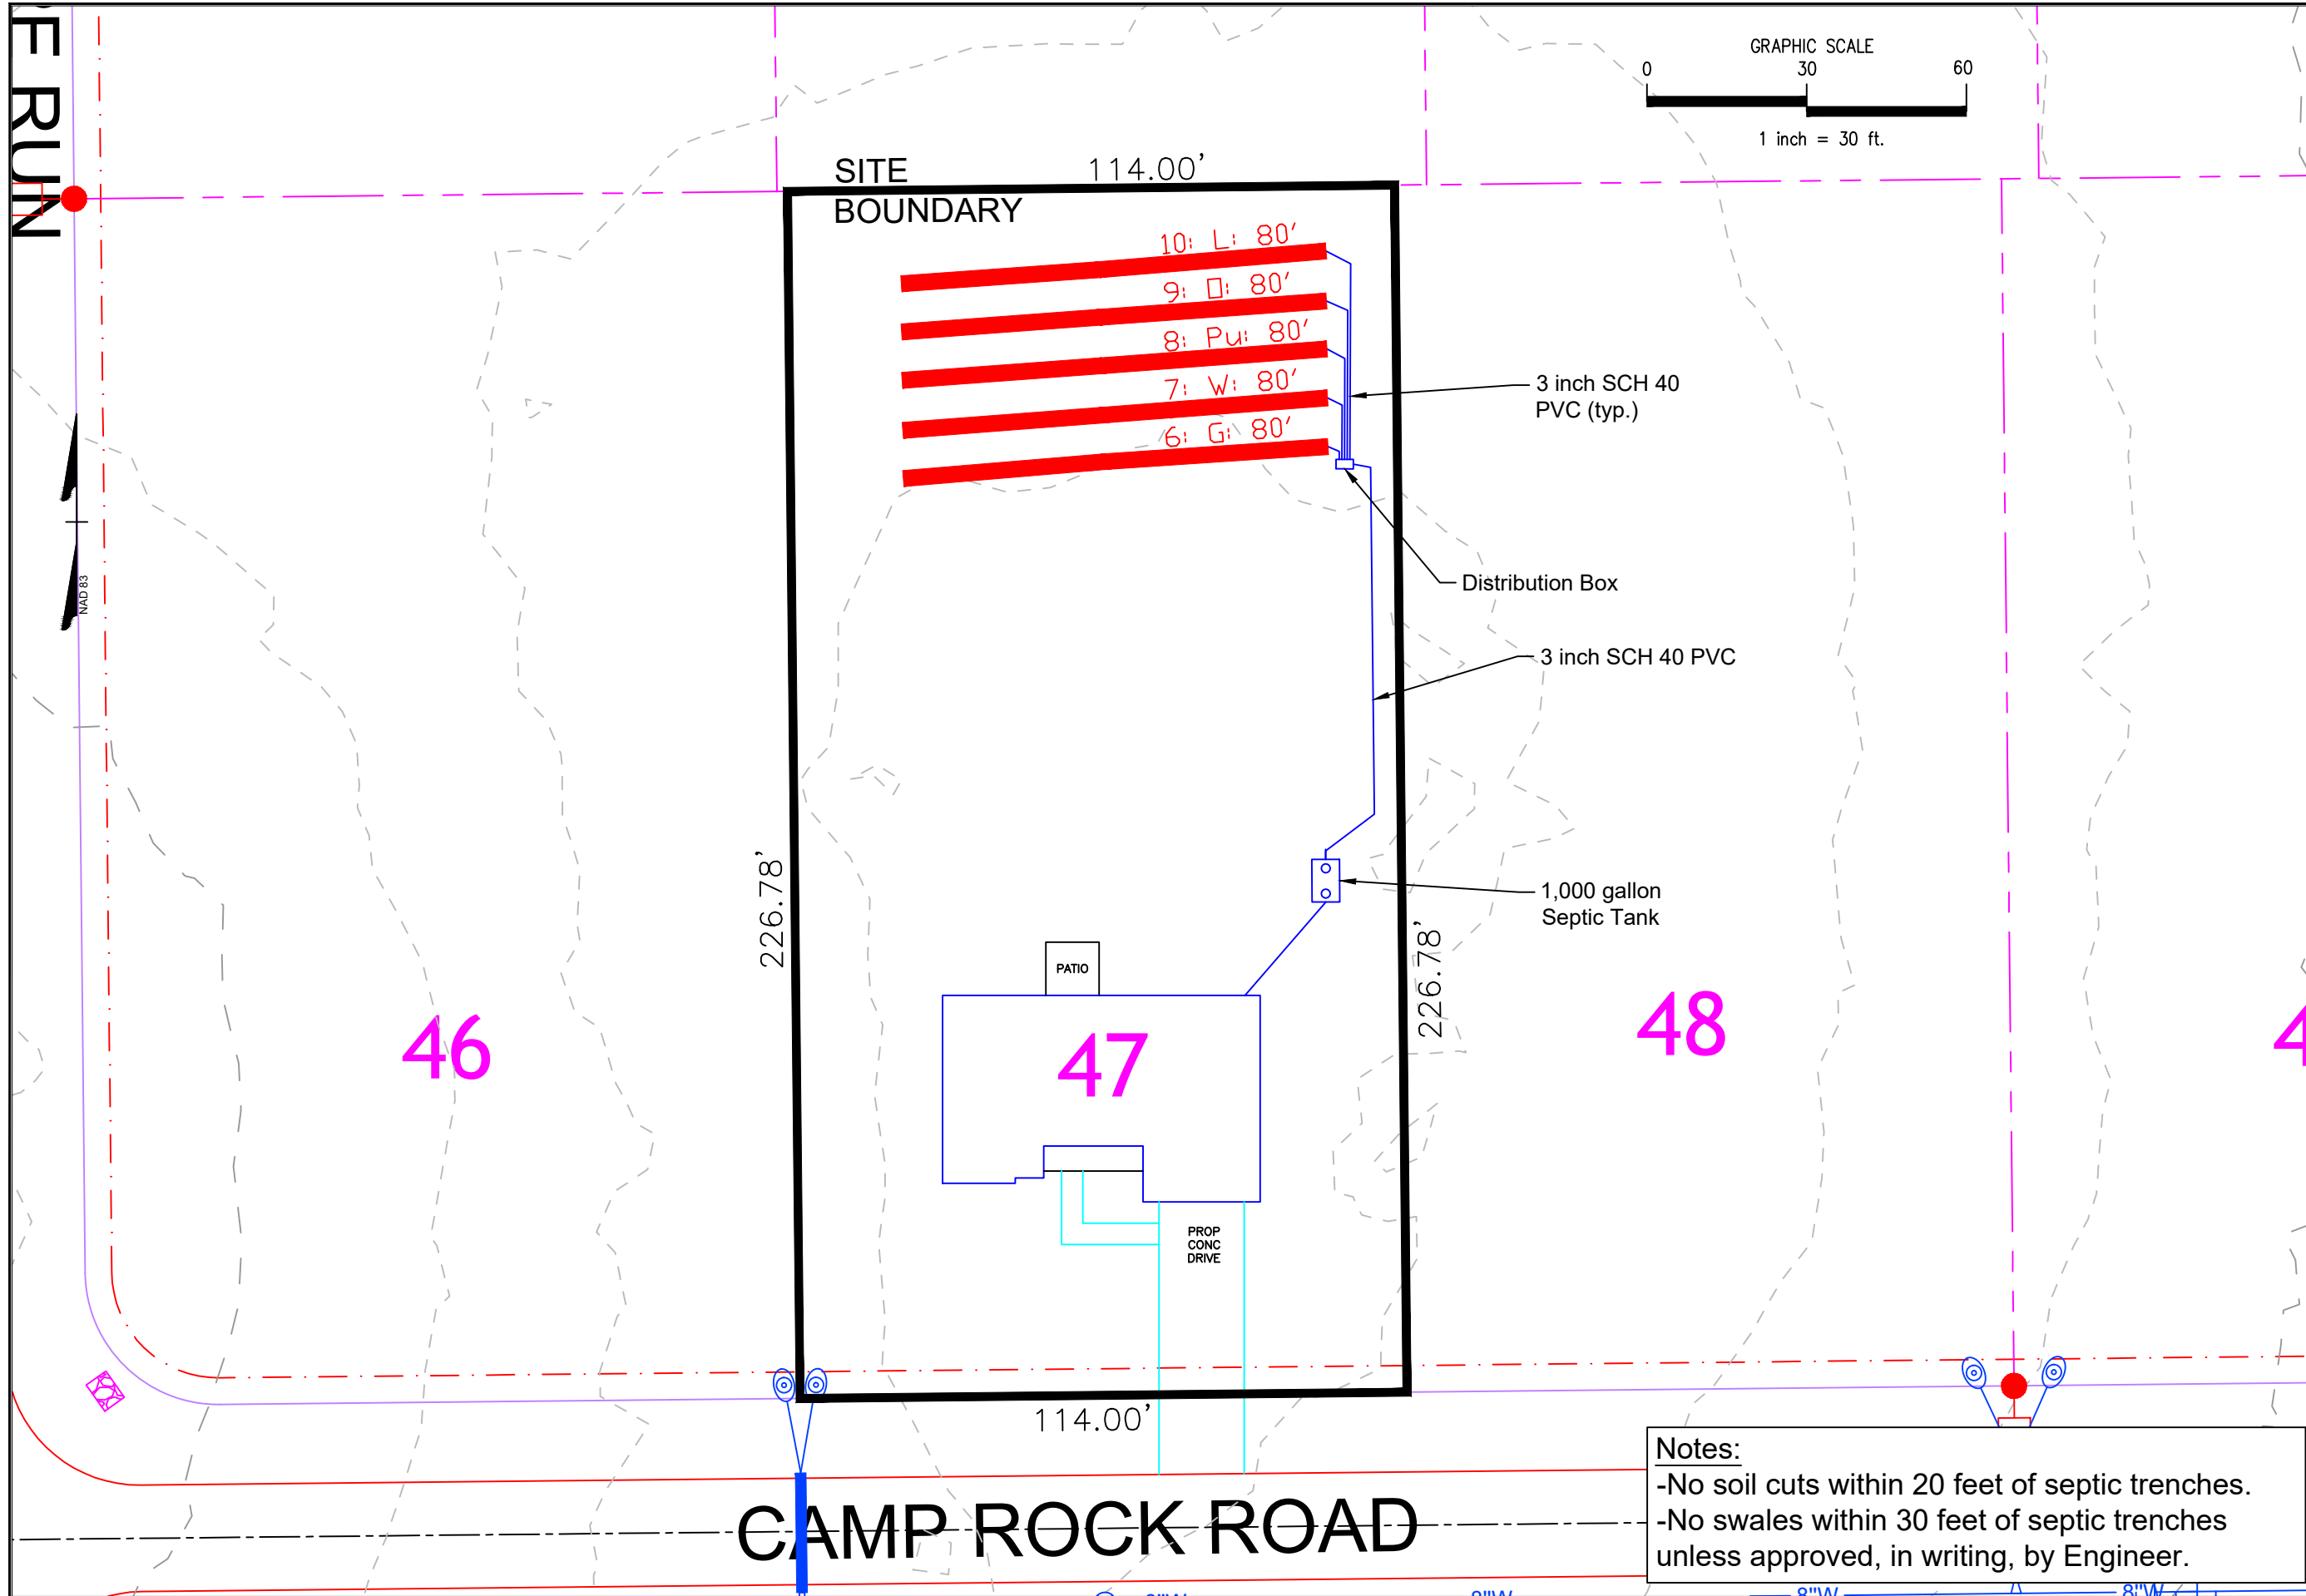 GRAPHIC SCALE
0 30 60
1 inch = 30 ft.
RUN
SITE
BOUNDARY
114.00'
10: L: 80'
9: O: 80'
8: Pu: 80'
7: W: 80'
6: G: 80'
3 inch SCH 40
PVC (typ.)
NAD 83
Distribution Box
3 inch SCH 40 PVC
226.78'
1,000 gallon
Septic Tank
226.78'
PATIO
46
47
48
4
PROP
CONC
DRIVE
114.00'
CAMP ROCK ROAD
Notes:
-No soil cuts within 20 feet of septic trenches.
-No swales within 30 feet of septic trenches
unless approved, in writing, by Engineer.
8"W
8"W